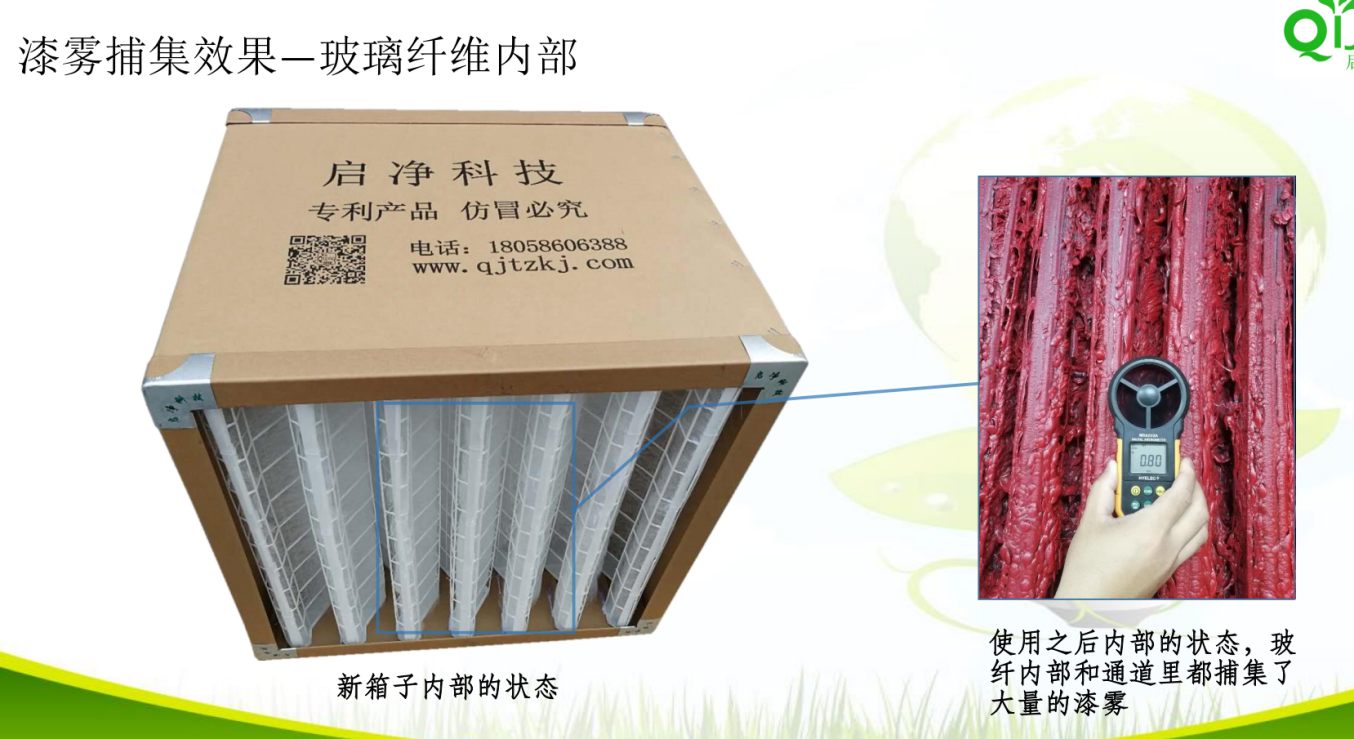 漆雾捕集效果—玻璃纤维内部
启净科技
专利产品 仿冒必究
电话：18058606388
www.qjtzkj.com
0.80
新箱子内部的状态
使用之后内部的状态，玻
纤内部和通道里都捕集了
大量的漆雾